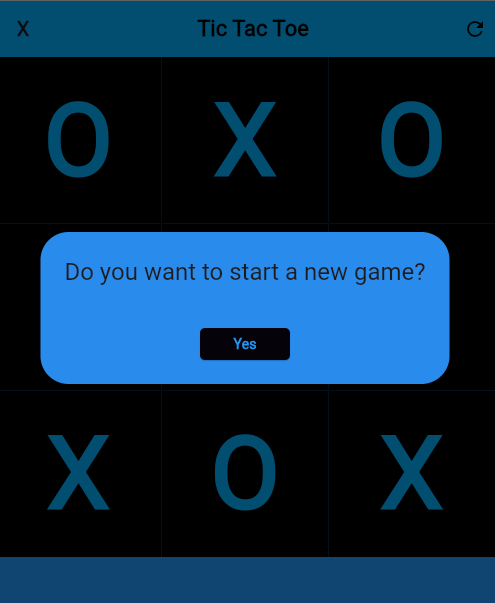 X Tic Tac Toe
O X O
Do you want to start a new game?
Yes
X O X